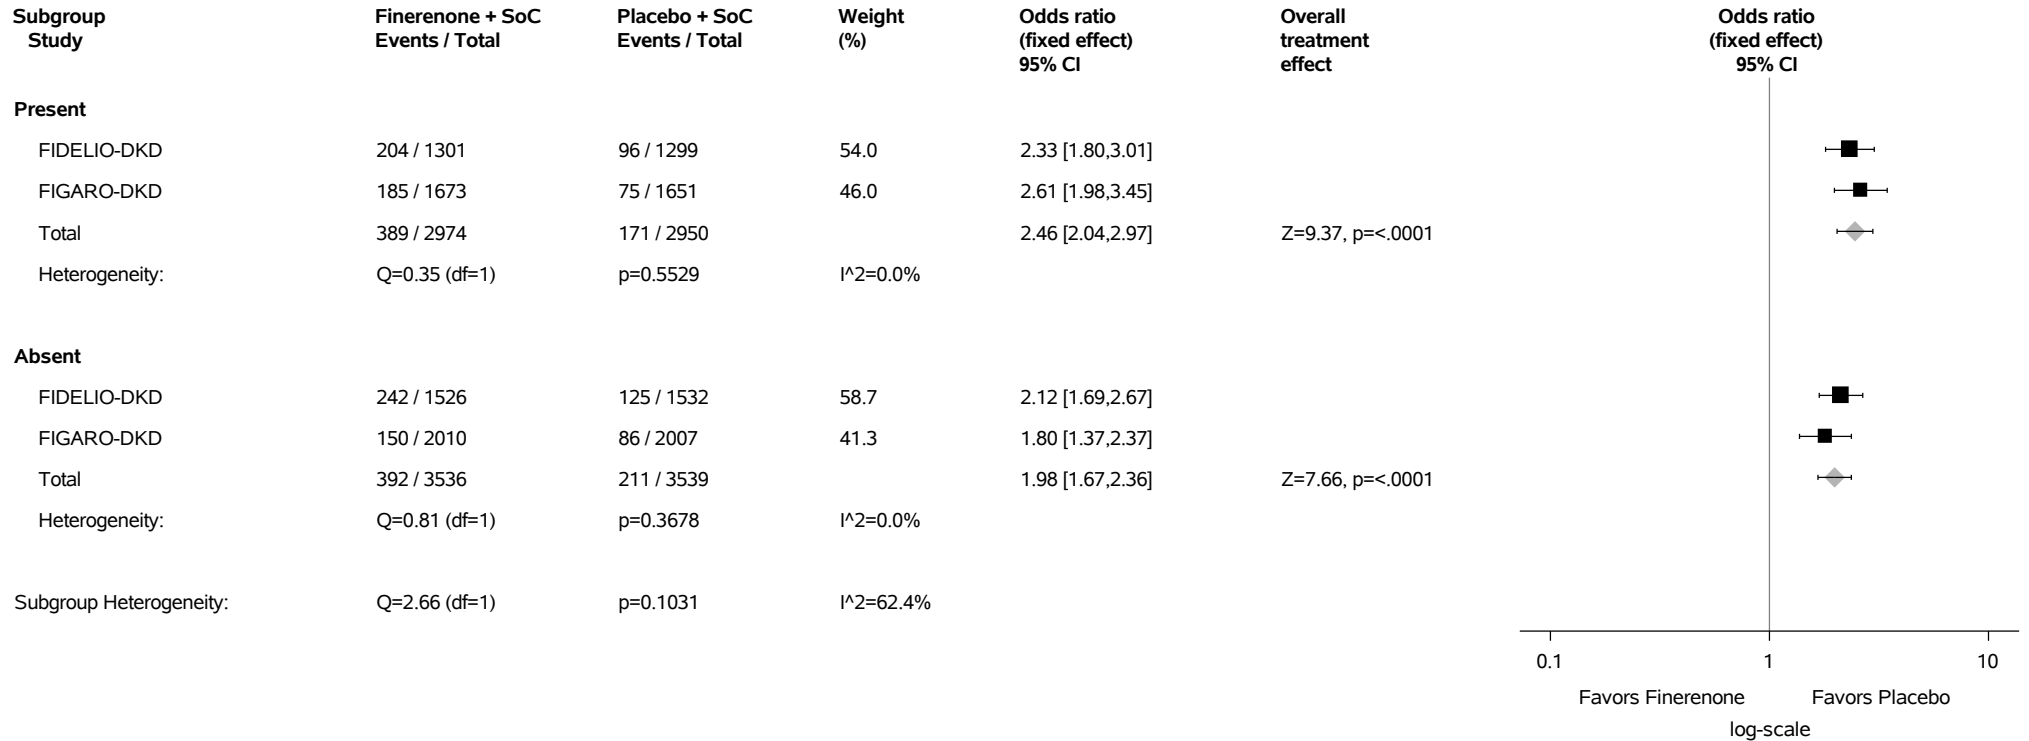 Subgroup Finerenone + SoC Placebo + SoC Weight Odds ratio Overall Odds ratio
Study Events / Total Events / Total (%) (fixed effect) treatment (fixed effect)
95% CI effect 95% CI
Present
FIDELIO-DKD 204 / 1301 96 / 1299 54.0 2.33 [1.80,3.01]
FIGARO-DKD 185 / 1673 75 / 1651 46.0 2.61 [1.98,3.45]
Total 389 / 2974 171 / 2950 2.46 [2.04,2.97] Z=9.37, p=<.0001
Heterogeneity: Q=0.35 (df=1) p=0.5529 I^2=0.0%
Absent
FIDELIO-DKD 242 / 1526 125 / 1532 58.7 2.12 [1.69,2.67]
FIGARO-DKD 150 / 2010 86 / 2007 41.3 1.80 [1.37,2.37]
Total 392 / 3536 211 / 3539 1.98 [1.67,2.36] Z=7.66, p=<.0001
Heterogeneity: Q=0.81 (df=1) p=0.3678 I^2=0.0%
Subgroup Heterogeneity: Q=2.66 (df=1) p=0.1031 I^2=62.4%
0.1 1 10
Favors Finerenone Favors Placebo
log-scale